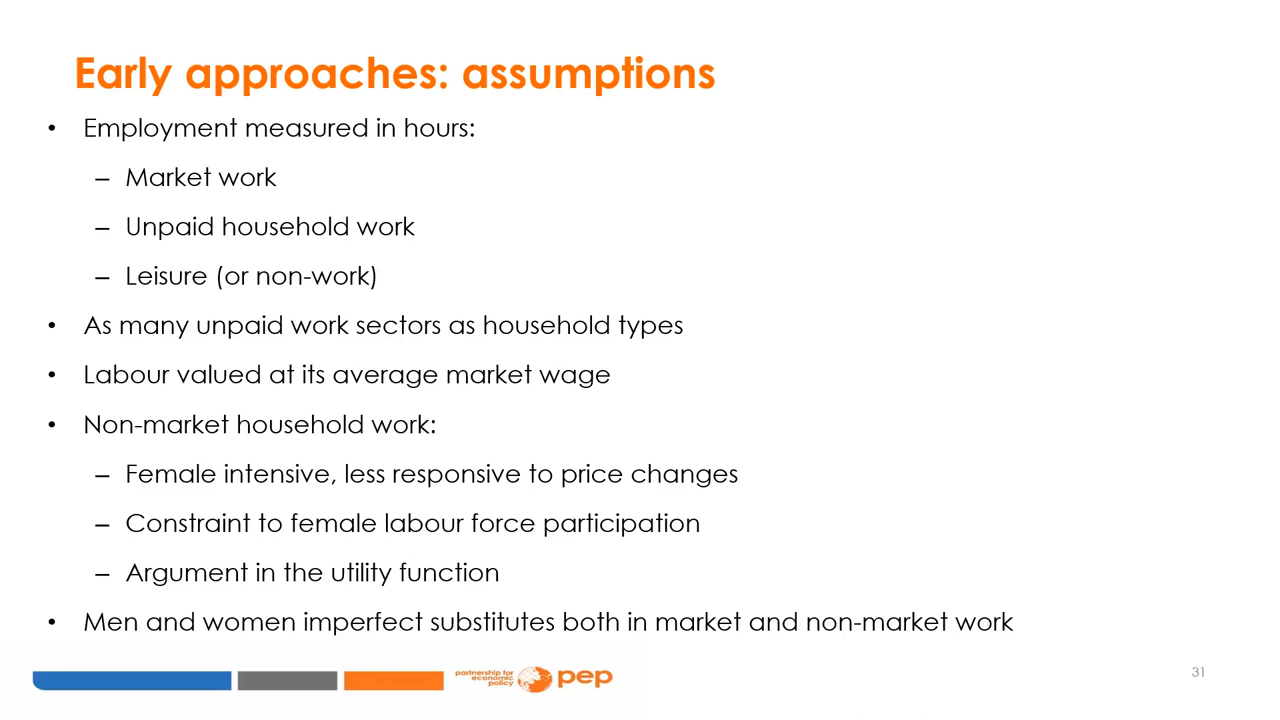 Early approaches: assumptions
• Employment measured in hours:
– Market work
– Unpaid household work
– Leisure (or non-work)
• As many unpaid work sectors as household types
• Labour valued at its average market wage
• Non-market household work:
– Female intensive, less responsive to price changes
– Constraint to female labour force participation
– Argument in the utility function
• Men and women imperfect substitutes both in market and non-market work
partnership for
economic
policy
pep
31